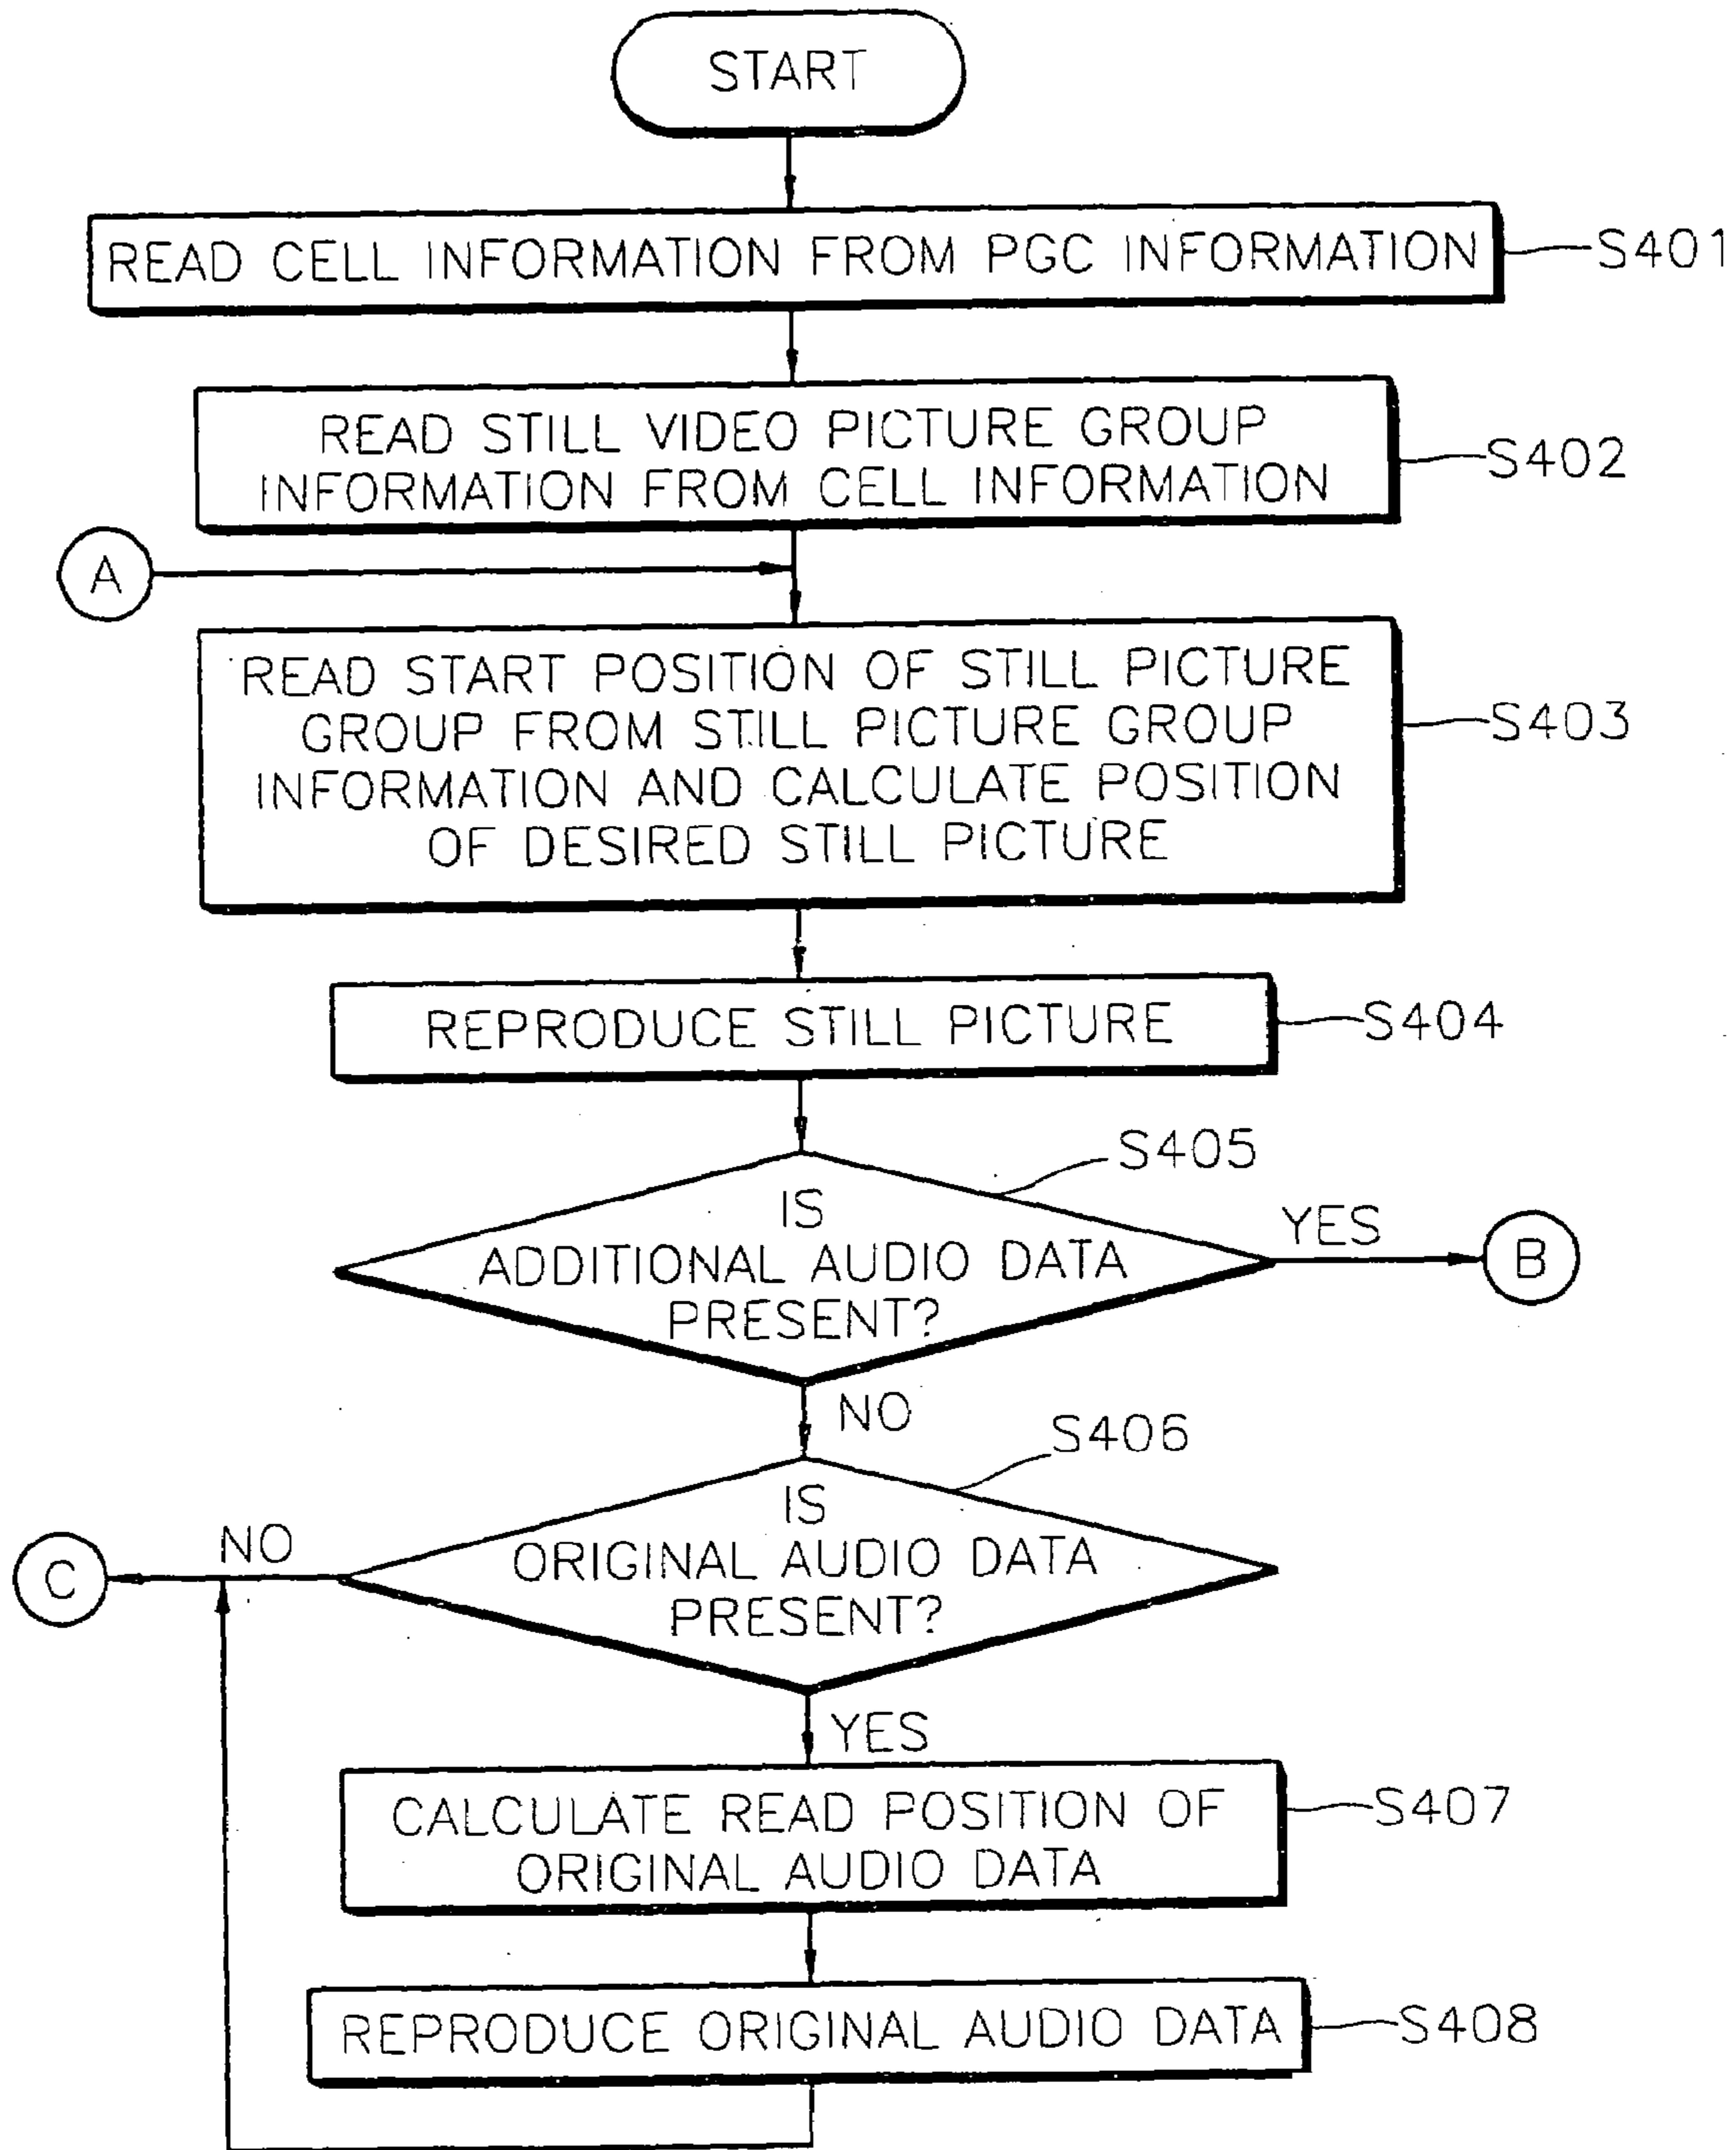 START
READ CELL INFORMATION FROM PGC INFORMATION
S401
READ STILL VIDEO PICTURE GROUP
INFORMATION FROM CELL INFORMATION
S402
A
READ START POSITION OF STILL PICTURE
GROUP FROM STILL PICTURE GROUP
INFORMATION AND CALCULATE POSITION
OF DESIRED STILL PICTURE
S403
REPRODUCE STILL PICTURE
S404
S405
IS
ADDITIONAL AUDIO DATA
PRESENT?
YES
B
NO
S406
IS
ORIGINAL AUDIO DATA
PRESENT?
NO
C
YES
CALCULATE READ POSITION OF
ORIGINAL AUDIO DATA
S407
REPRODUCE ORIGINAL AUDIO DATA
S408